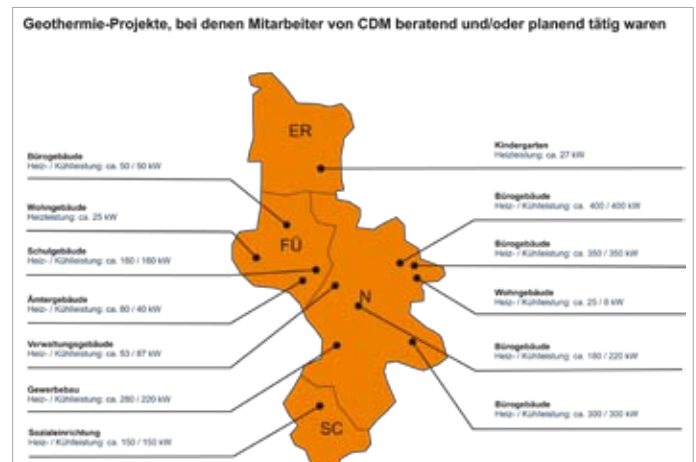 Geothermie-Projekte, bei denen Mitarbeiter von CDM beratend und/oder planend tätig waren
ER
FÜ
N
SC
Bürogebäude
Heiz- / Kühlleistung: ca. 50 / 50 kW
Wohngebäude
Heizleistung: ca. 25 kW
Schulgebäude
Heiz- / Kühlleistung: ca. 160 / 160 kW
Ämtergebäude
Heiz- / Kühlleistung: ca. 80 / 40 kW
Verwaltungsgebäude
Heiz- / Kühlleistung: ca. 53 / 87 kW
Gewerbebau
Heiz- / Kühlleistung: ca. 280 / 220 kW
Sozialeinrichtung
Heiz- / Kühlleistung: ca. 150 / 150 kW
Kindergarten
Heizleistung: ca. 27 kW
Bürogebäude
Heiz- / Kühlleistung: ca. 400 / 400 kW
Bürogebäude
Heiz- / Kühlleistung: ca. 350 / 350 kW
Wohngebäude
Heiz- / Kühlleistung: ca. 25 / 8 kW
Bürogebäude
Heiz- / Kühlleistung: ca. 180 / 220 kW
Bürogebäude
Heiz- / Kühlleistung: ca. 300 / 300 kW